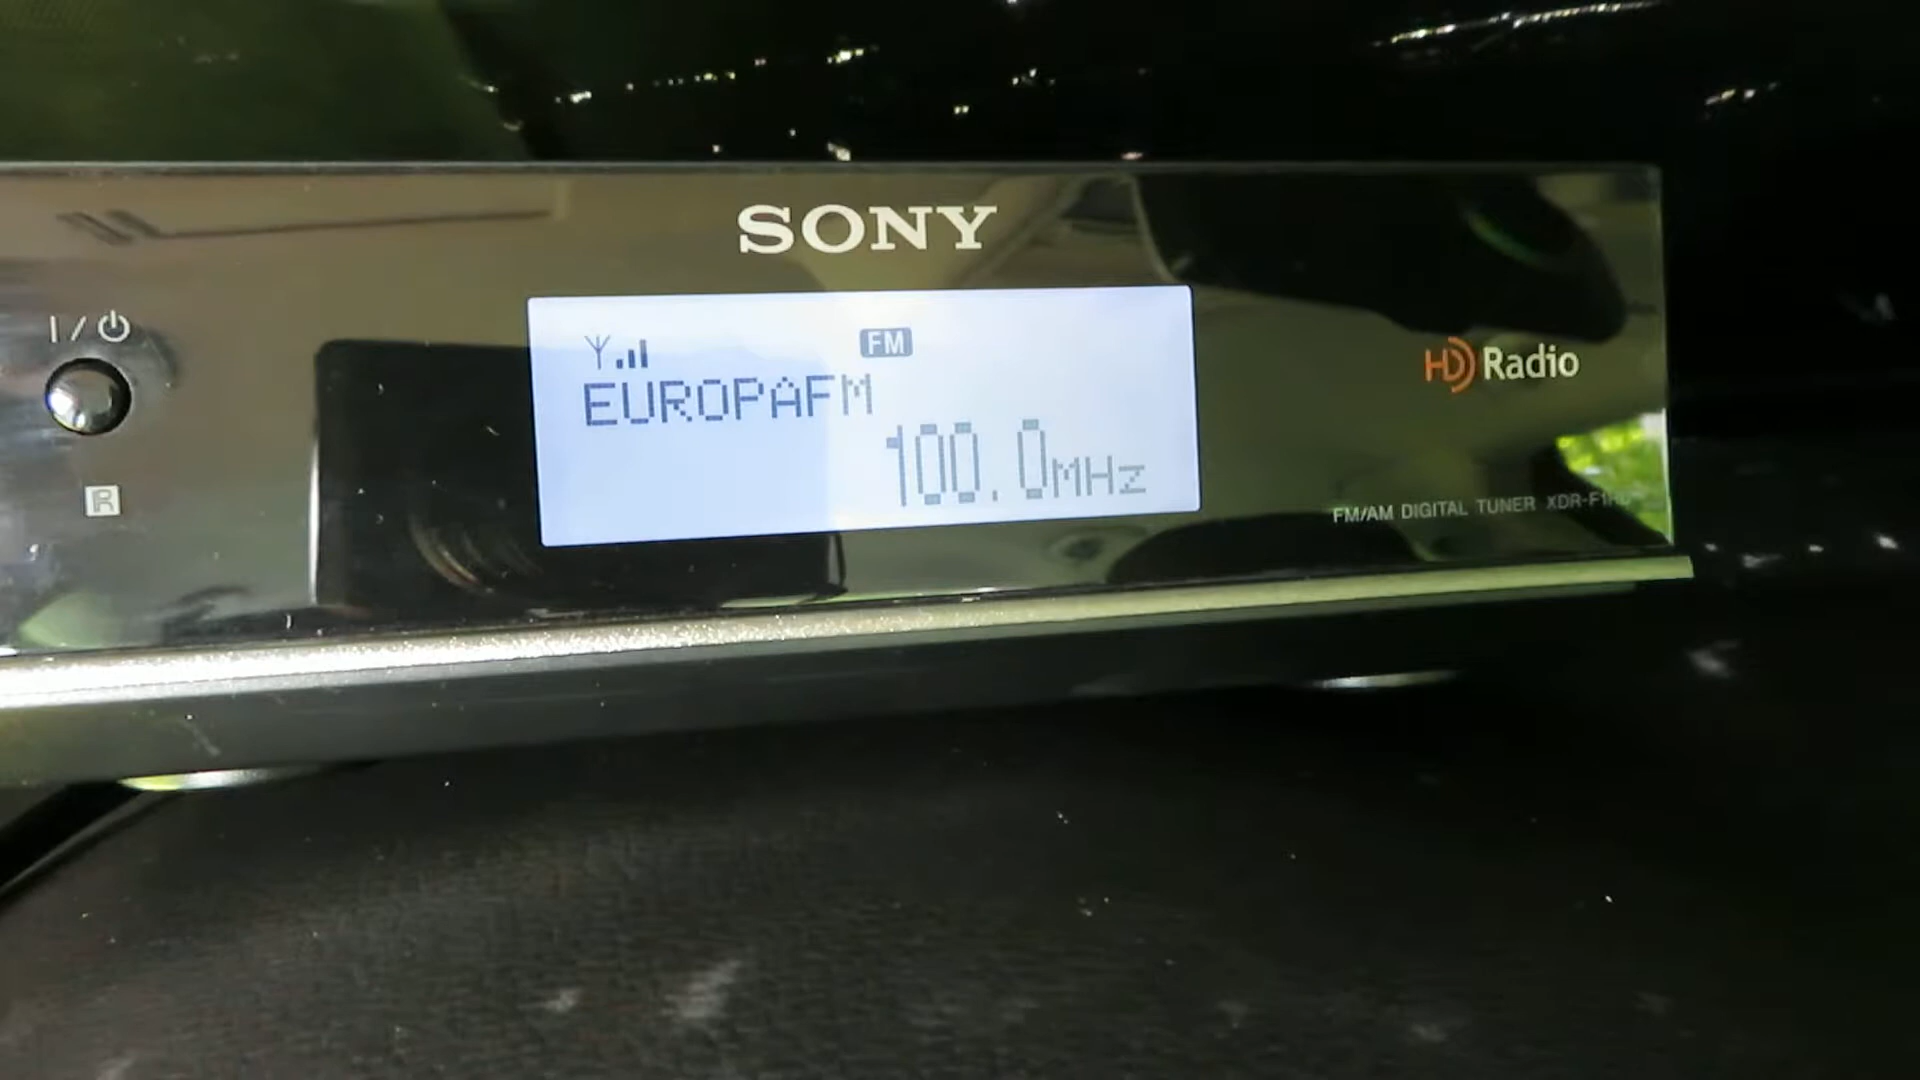 SONY
I/⏻
FM
EUROPAFM
100.0MHz
HD Radio
R
FM/AM DIGITAL TUNER XDR-F1HD